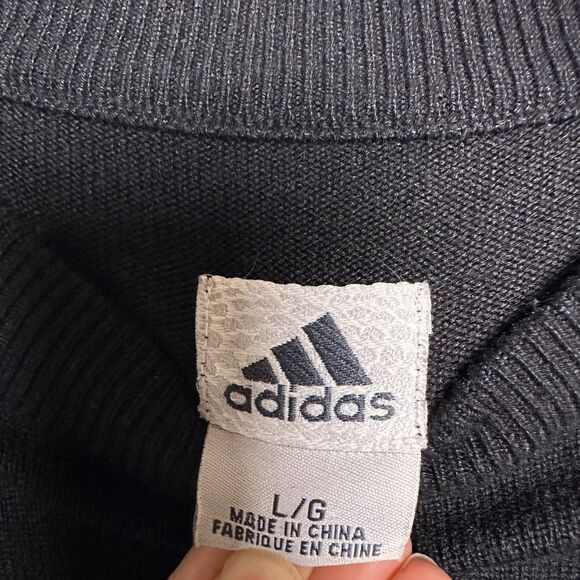 adidas
L/G
MADE IN CHINA
FABRIQUE EN CHINE